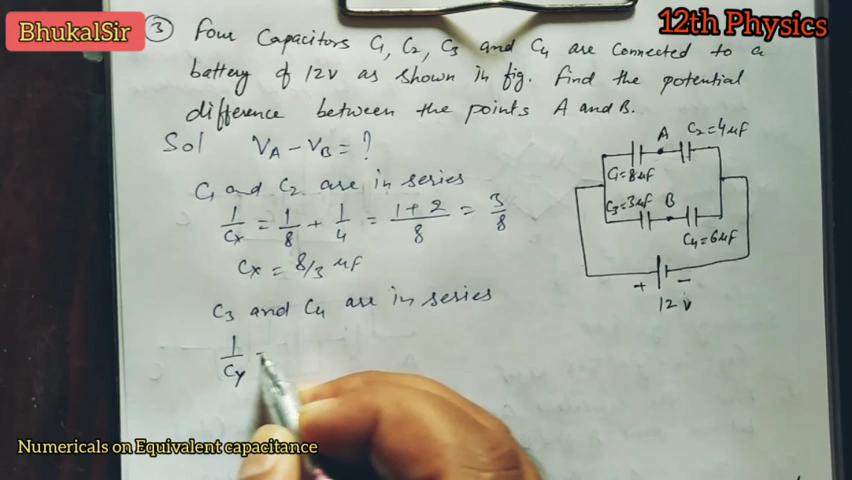 BhukalSir
12th Physics
③ Four Capacitors C1, C2, C3 and C4 are connected to a
battery of 12v as shown in fig. find the potential
difference between the points A and B.
Sol VA - VB = ?
C1 and C2 are in series
1/Cx = 1/8 + 1/4 = 1+2/8 = 3/8
Cx = 8/3 μf
C3 and C4 are in series
1/Cy =
A C2=4μf
C1=8μf
C3=3μf B
C4=6μf
+ -
12 v
Numericals on Equivalent capacitance